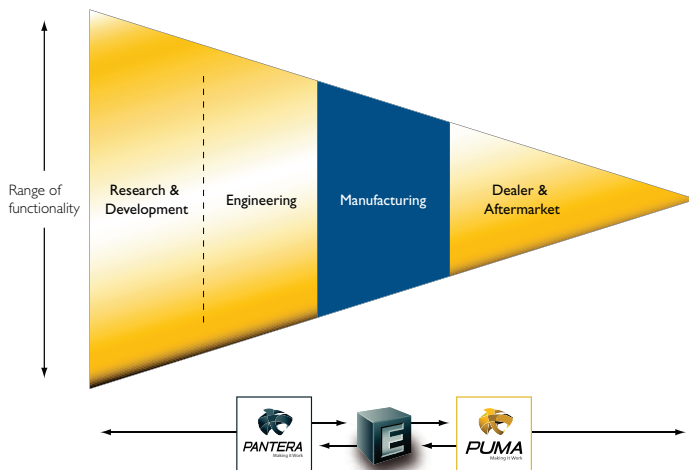 Range of
functionality
Research &
Development
Engineering
Manufacturing
Dealer &
Aftermarket
PANTERA
Making it Work
E
PUMA
Making it Work